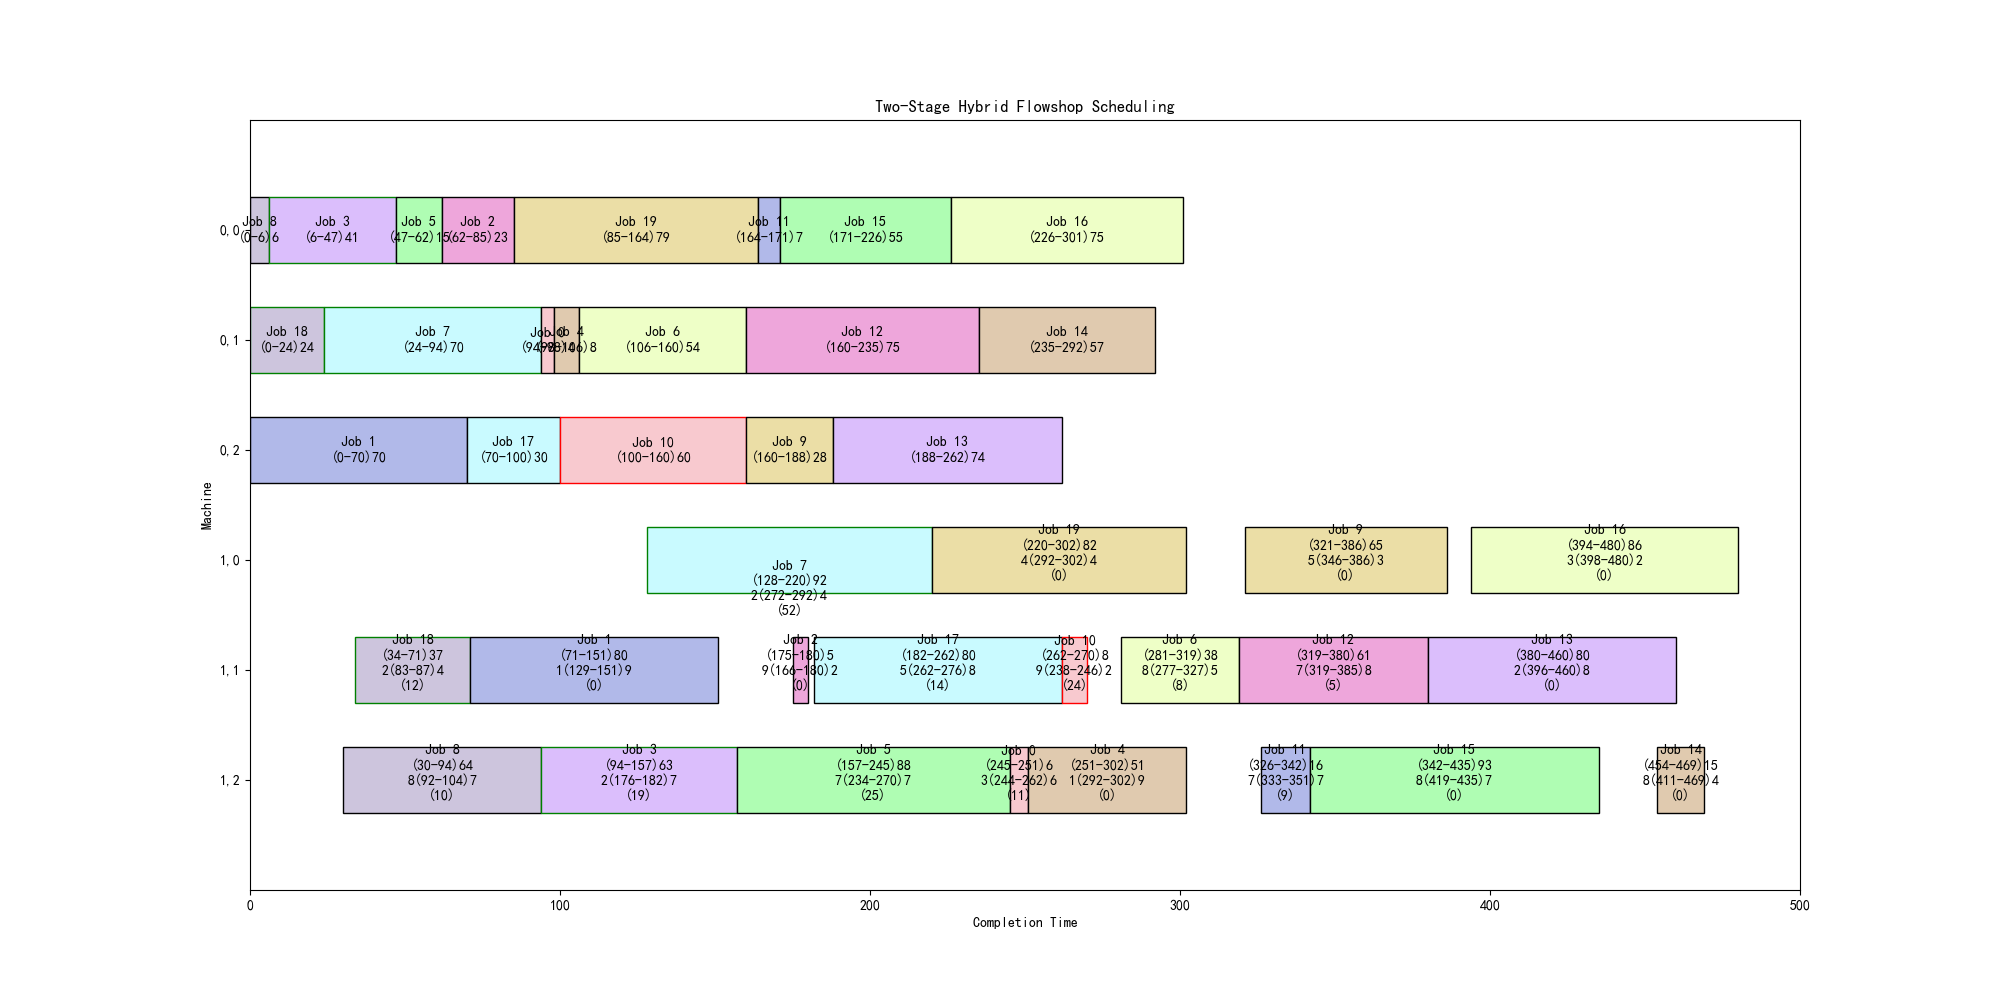 Two-Stage Hybrid Flowshop Scheduling
0,0
Job 8
(0-6)6
Job 3
(6-47)41
Job 5
(47-62)15
Job 2
(62-85)23
Job 19
(85-164)79
Job 11
(164-171)7
Job 15
(171-226)55
Job 16
(226-301)75
0,1
Job 18
(0-24)24
Job 7
(24-94)70
Job 0
(94-98)4
Job 4
(98-106)8
Job 6
(106-160)54
Job 12
(160-235)75
Job 14
(235-292)57
0,2
Job 1
(0-70)70
Job 17
(70-100)30
Job 10
(100-160)60
Job 9
(160-188)28
Job 13
(188-262)74
Machine
1,0
Job 7
(128-220)92
2(272-292)4
(52)
Job 19
(220-302)82
4(292-302)4
(0)
Job 9
(321-386)65
5(346-386)3
(0)
Job 16
(394-480)86
3(398-480)2
(0)
1,1
Job 18
(34-71)37
2(83-87)4
(12)
Job 1
(71-151)80
1(129-151)9
(0)
Job 2
(175-180)5
9(166-180)2
(0)
Job 17
(182-262)80
5(262-276)8
(14)
Job 10
(262-270)8
9(238-246)2
(24)
Job 6
(281-319)38
8(277-327)5
(8)
Job 12
(319-380)61
7(319-385)8
(5)
Job 13
(380-460)80
2(396-460)8
(0)
1,2
Job 8
(30-94)64
8(92-104)7
(10)
Job 3
(94-157)63
2(176-182)7
(19)
Job 5
(157-245)88
7(234-270)7
(25)
Job 0
(245-251)6
3(244-262)6
(11)
Job 4
(251-302)51
1(292-302)9
(0)
Job 11
(326-342)16
7(333-351)7
(9)
Job 15
(342-435)93
8(419-435)7
(0)
Job 14
(454-469)15
8(411-469)4
(0)
0
100
200
300
400
500
Completion Time